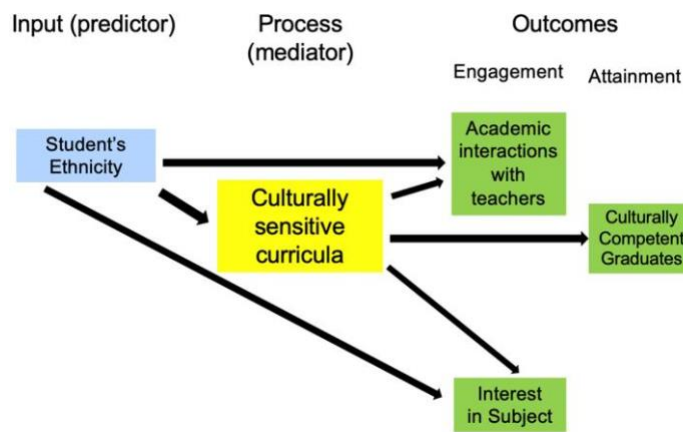 Input (predictor)
Process
(mediator)
Outcomes
Engagement
Attainment
Student's
Ethnicity
Academic
interactions
with
teachers
Culturally
sensitive
curricula
Culturally
Competent
Graduates
Interest
in Subject